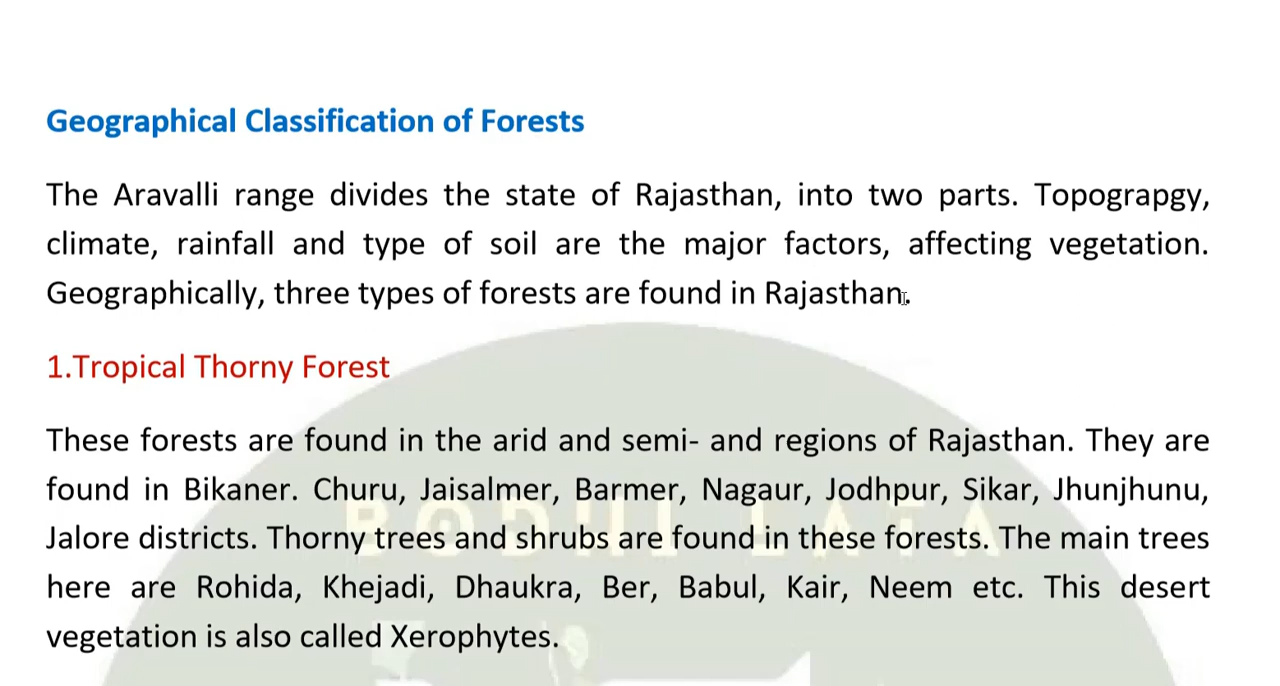 Geographical Classification of Forests
The Aravalli range divides the state of Rajasthan, into two parts. Topograpgy,
climate, rainfall and type of soil are the major factors, affecting vegetation.
Geographically, three types of forests are found in Rajasthan.
1.Tropical Thorny Forest
These forests are found in the arid and semi- and regions of Rajasthan. They are
found in Bikaner. Churu, Jaisalmer, Barmer, Nagaur, Jodhpur, Sikar, Jhunjhunu,
BODHI LATA
Jalore districts. Thorny trees and shrubs are found in these forests. The main trees
here are Rohida, Khejadi, Dhaukra, Ber, Babul, Kair, Neem etc. This desert
vegetation is also called Xerophytes.